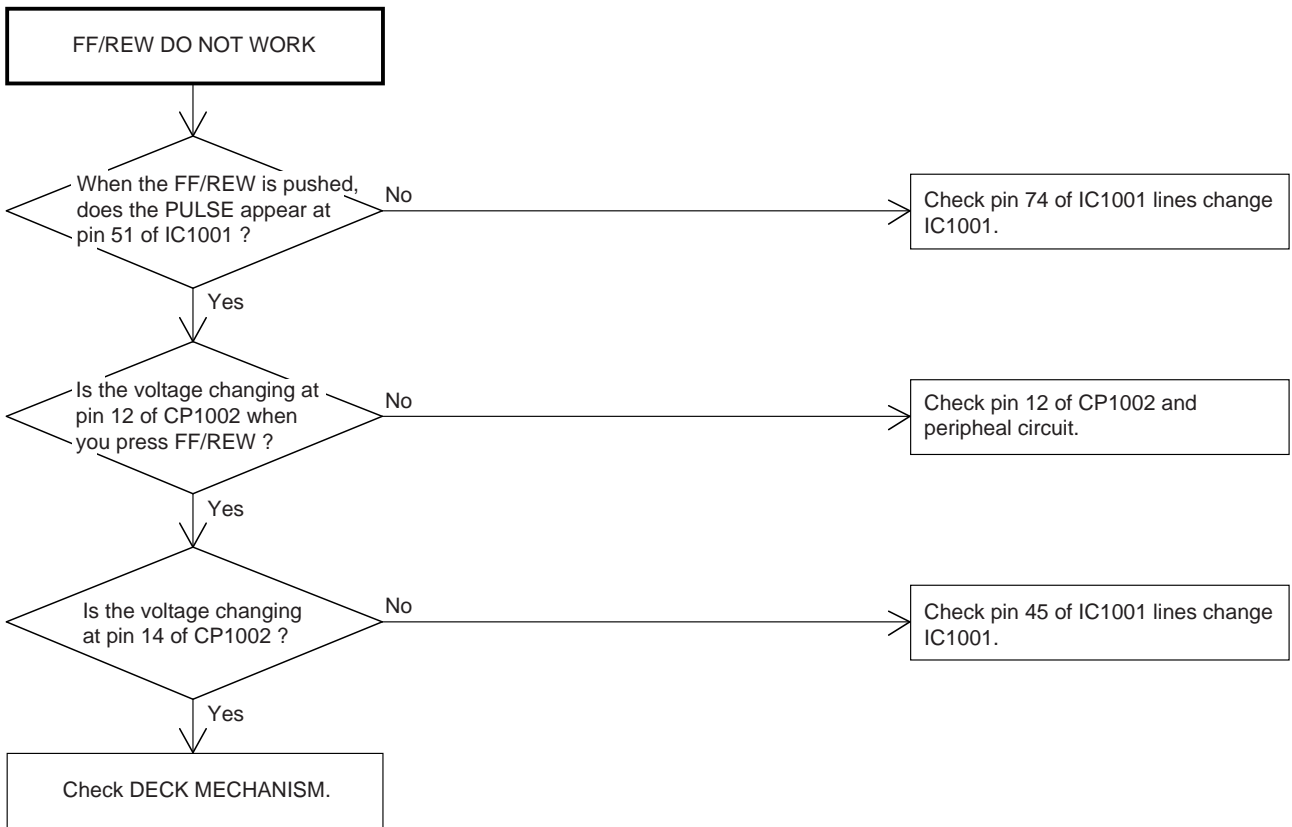 FF/REW DO NOT WORK
When the FF/REW is pushed,
does the PULSE appear at
pin 51 of IC1001 ?
No
Check pin 74 of IC1001 lines change
IC1001.
Yes
Is the voltage changing at
pin 12 of CP1002 when
you press FF/REW ?
No
Check pin 12 of CP1002 and
peripheal circuit.
Yes
Is the voltage changing
at pin 14 of CP1002 ?
No
Check pin 45 of IC1001 lines change
IC1001.
Yes
Check DECK MECHANISM.